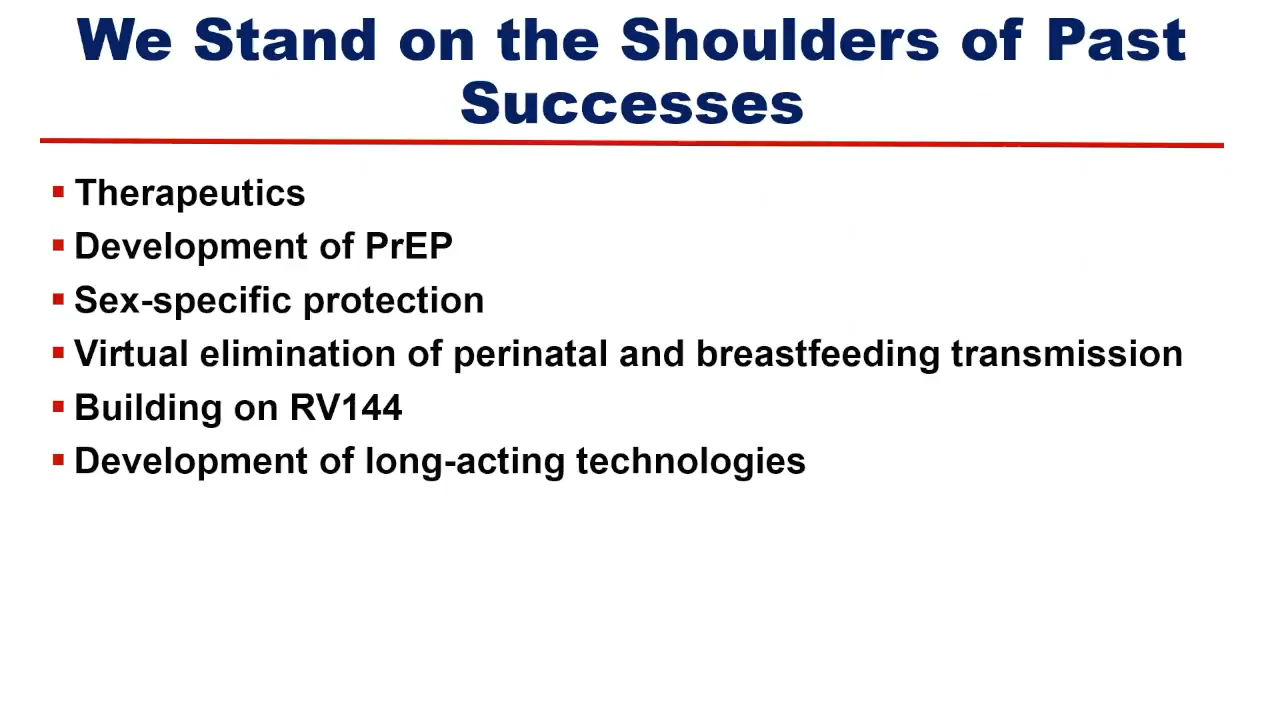 We Stand on the Shoulders of Past
Successes
▪ Therapeutics
▪ Development of PrEP
▪ Sex-specific protection
▪ Virtual elimination of perinatal and breastfeeding transmission
▪ Building on RV144
▪ Development of long-acting technologies